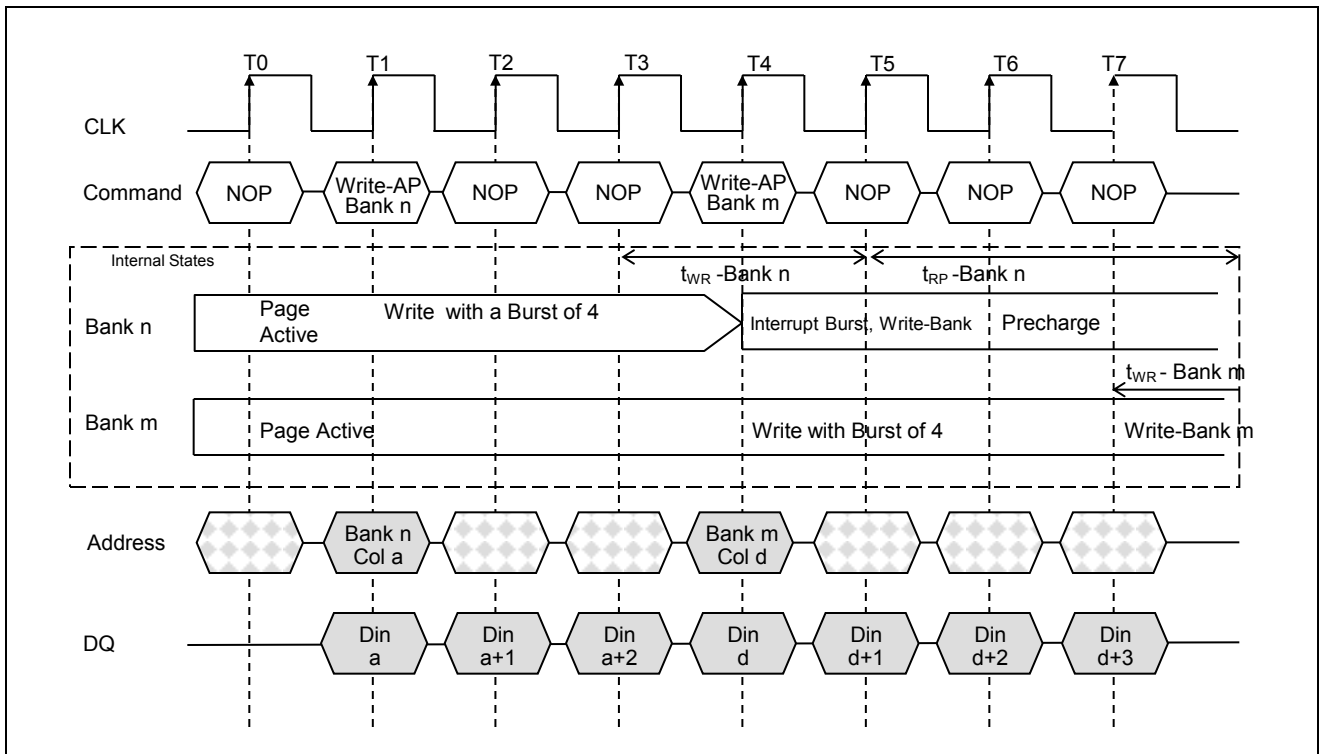 T0 T1 T2 T3 T4 T5 T6 T7
CLK
Command NOP Write-AP Bank n NOP NOP Write-AP Bank m NOP NOP NOP
Internal States
tWR -Bank n tRP -Bank n
Bank n Page Active Write with a Burst of 4 Interrupt Burst, Write-Bank Precharge
tWR - Bank m
Bank m Page Active Write with Burst of 4 Write-Bank m
Address Bank n Col a Bank m Col d
DQ Din a Din a+1 Din a+2 Din d Din d+1 Din d+2 Din d+3